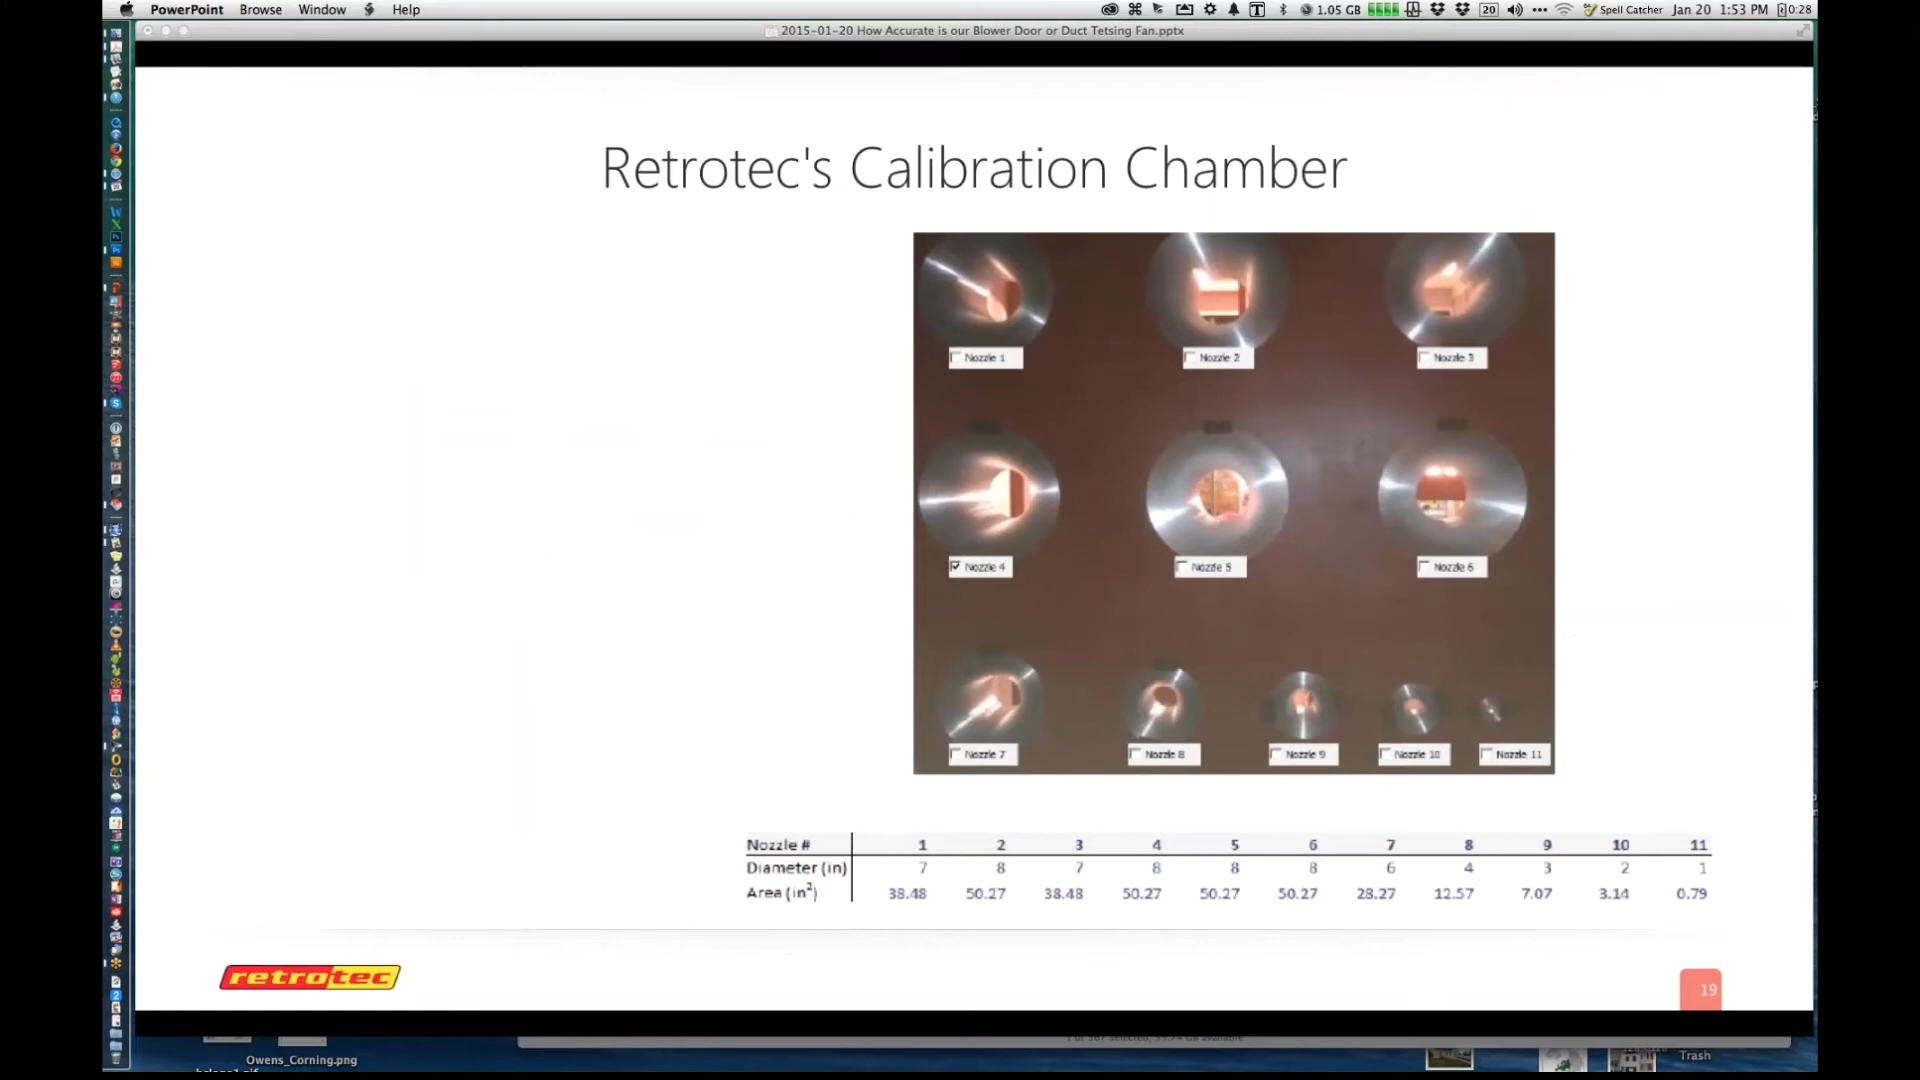 PowerPoint Browse Window Help 1.05 GB 20 Spell Catcher Jan 20 1:53 PM 0:28
2015-01-20 How Accurate is our Blower Door or Duct Tetsing Fan.pptx
Retrotec's Calibration Chamber
Nozzle 1 Nozzle 2 Nozzle 3
Nozzle 4 Nozzle 5 Nozzle 6
Nozzle 7 Nozzle 8 Nozzle 9 Nozzle 10 Nozzle 11
Nozzle # 1 2 3 4 5 6 7 8 9 10 11
Diameter (in) 7 8 7 8 8 8 6 4 3 2 1
Area (in²) 38.48 50.27 38.48 50.27 50.27 50.27 28.27 12.57 7.07 3.14 0.79
retrotec
19
Owens_Corning.png
Trash